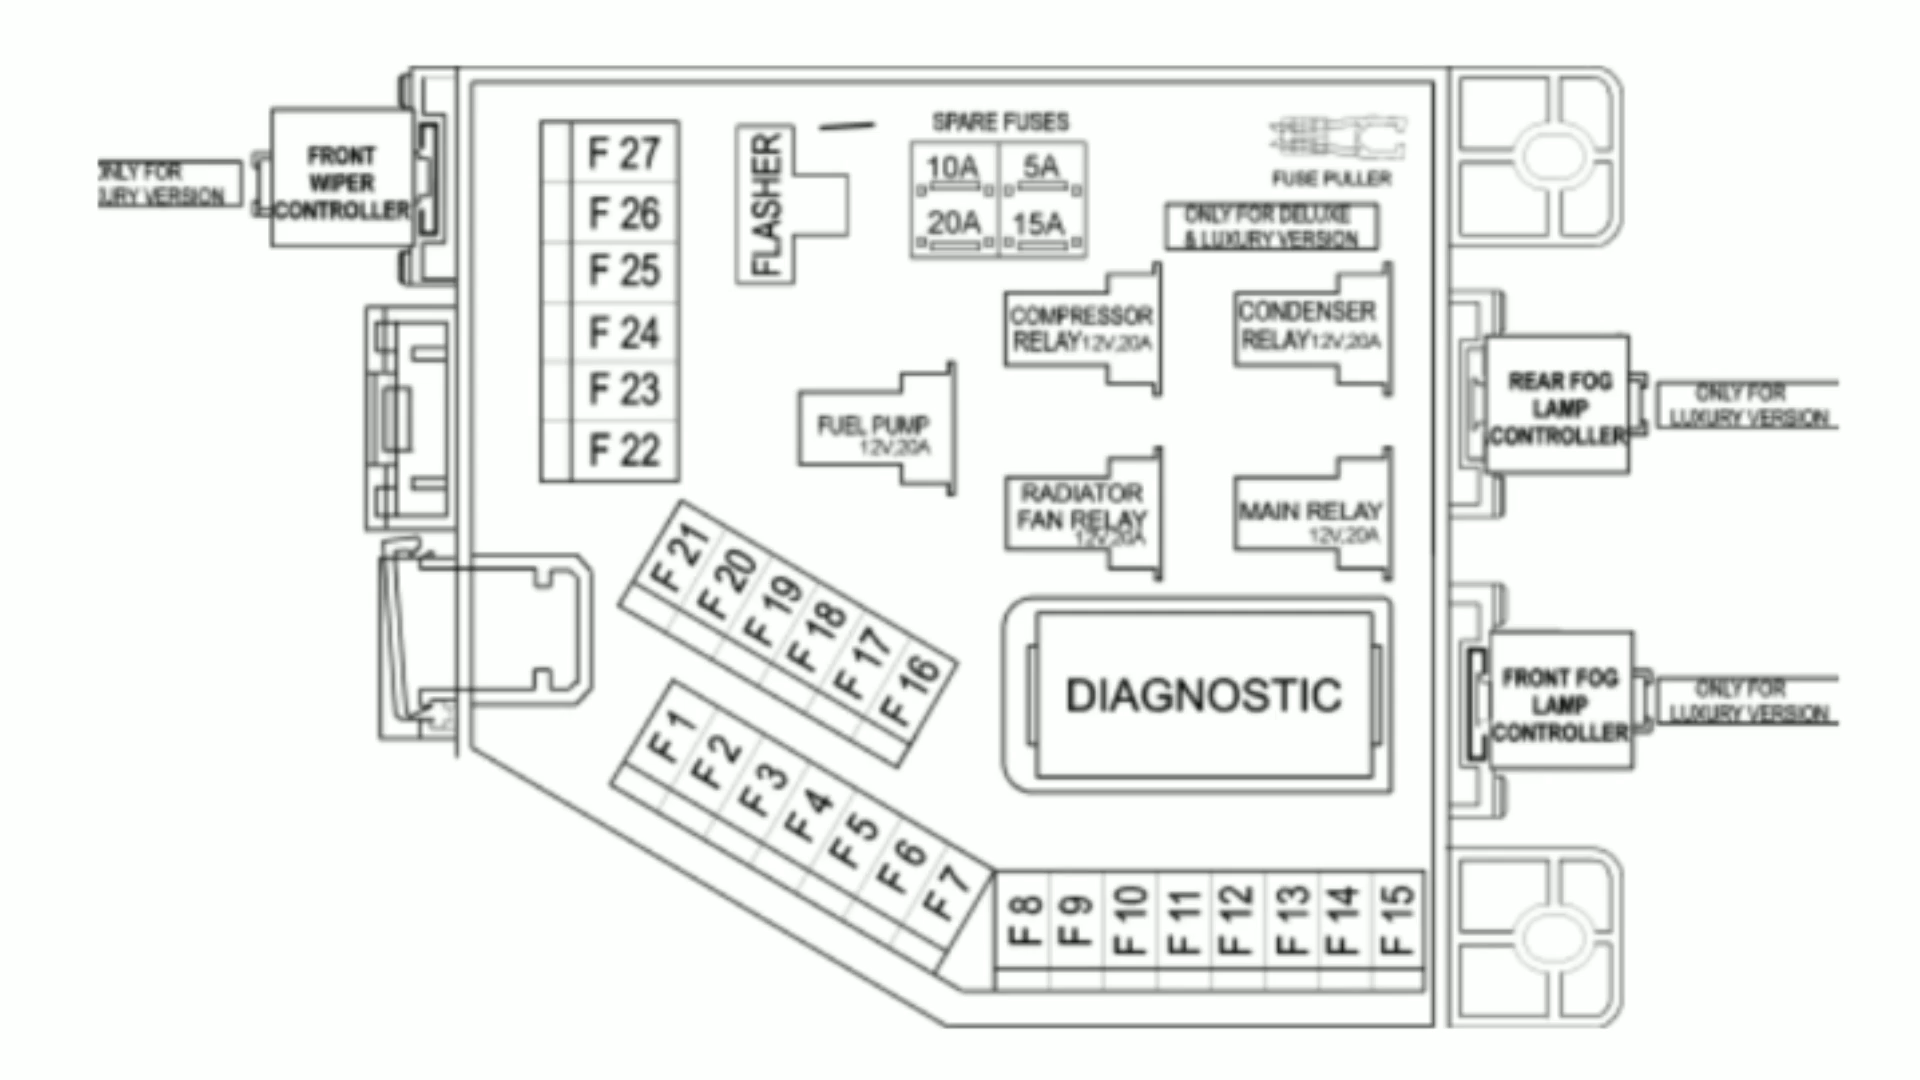 FRONT
WIPER
CONTROLLER
F 27
F 26
F 25
F 24
F 23
F 22
FLASHER
SPARE FUSES
10A 5A
20A 15A
FUSE PULLER
ONLY FOR DELUXE
& LUXURY VERSION
COMPRESSOR
RELAY 12V,20A
CONDENSER
RELAY 12V,20A
FUEL PUMP
12V,20A
RADIATOR
FAN RELAY
12V,20A
MAIN RELAY
12V,20A
REAR FOG
LAMP
CONTROLLER
ONLY FOR
LUXURY VERSION
F 21
F 20
F 19
F 18
F 17
F 16
DIAGNOSTIC
FRONT FOG
LAMP
CONTROLLER
ONLY FOR
LUXURY VERSION
F 1
F 2
F 3
F 4
F 5
F 6
F 7
F 8
F 9
F 10
F 11
F 12
F 13
F 14
F 15
FOR
VERSION